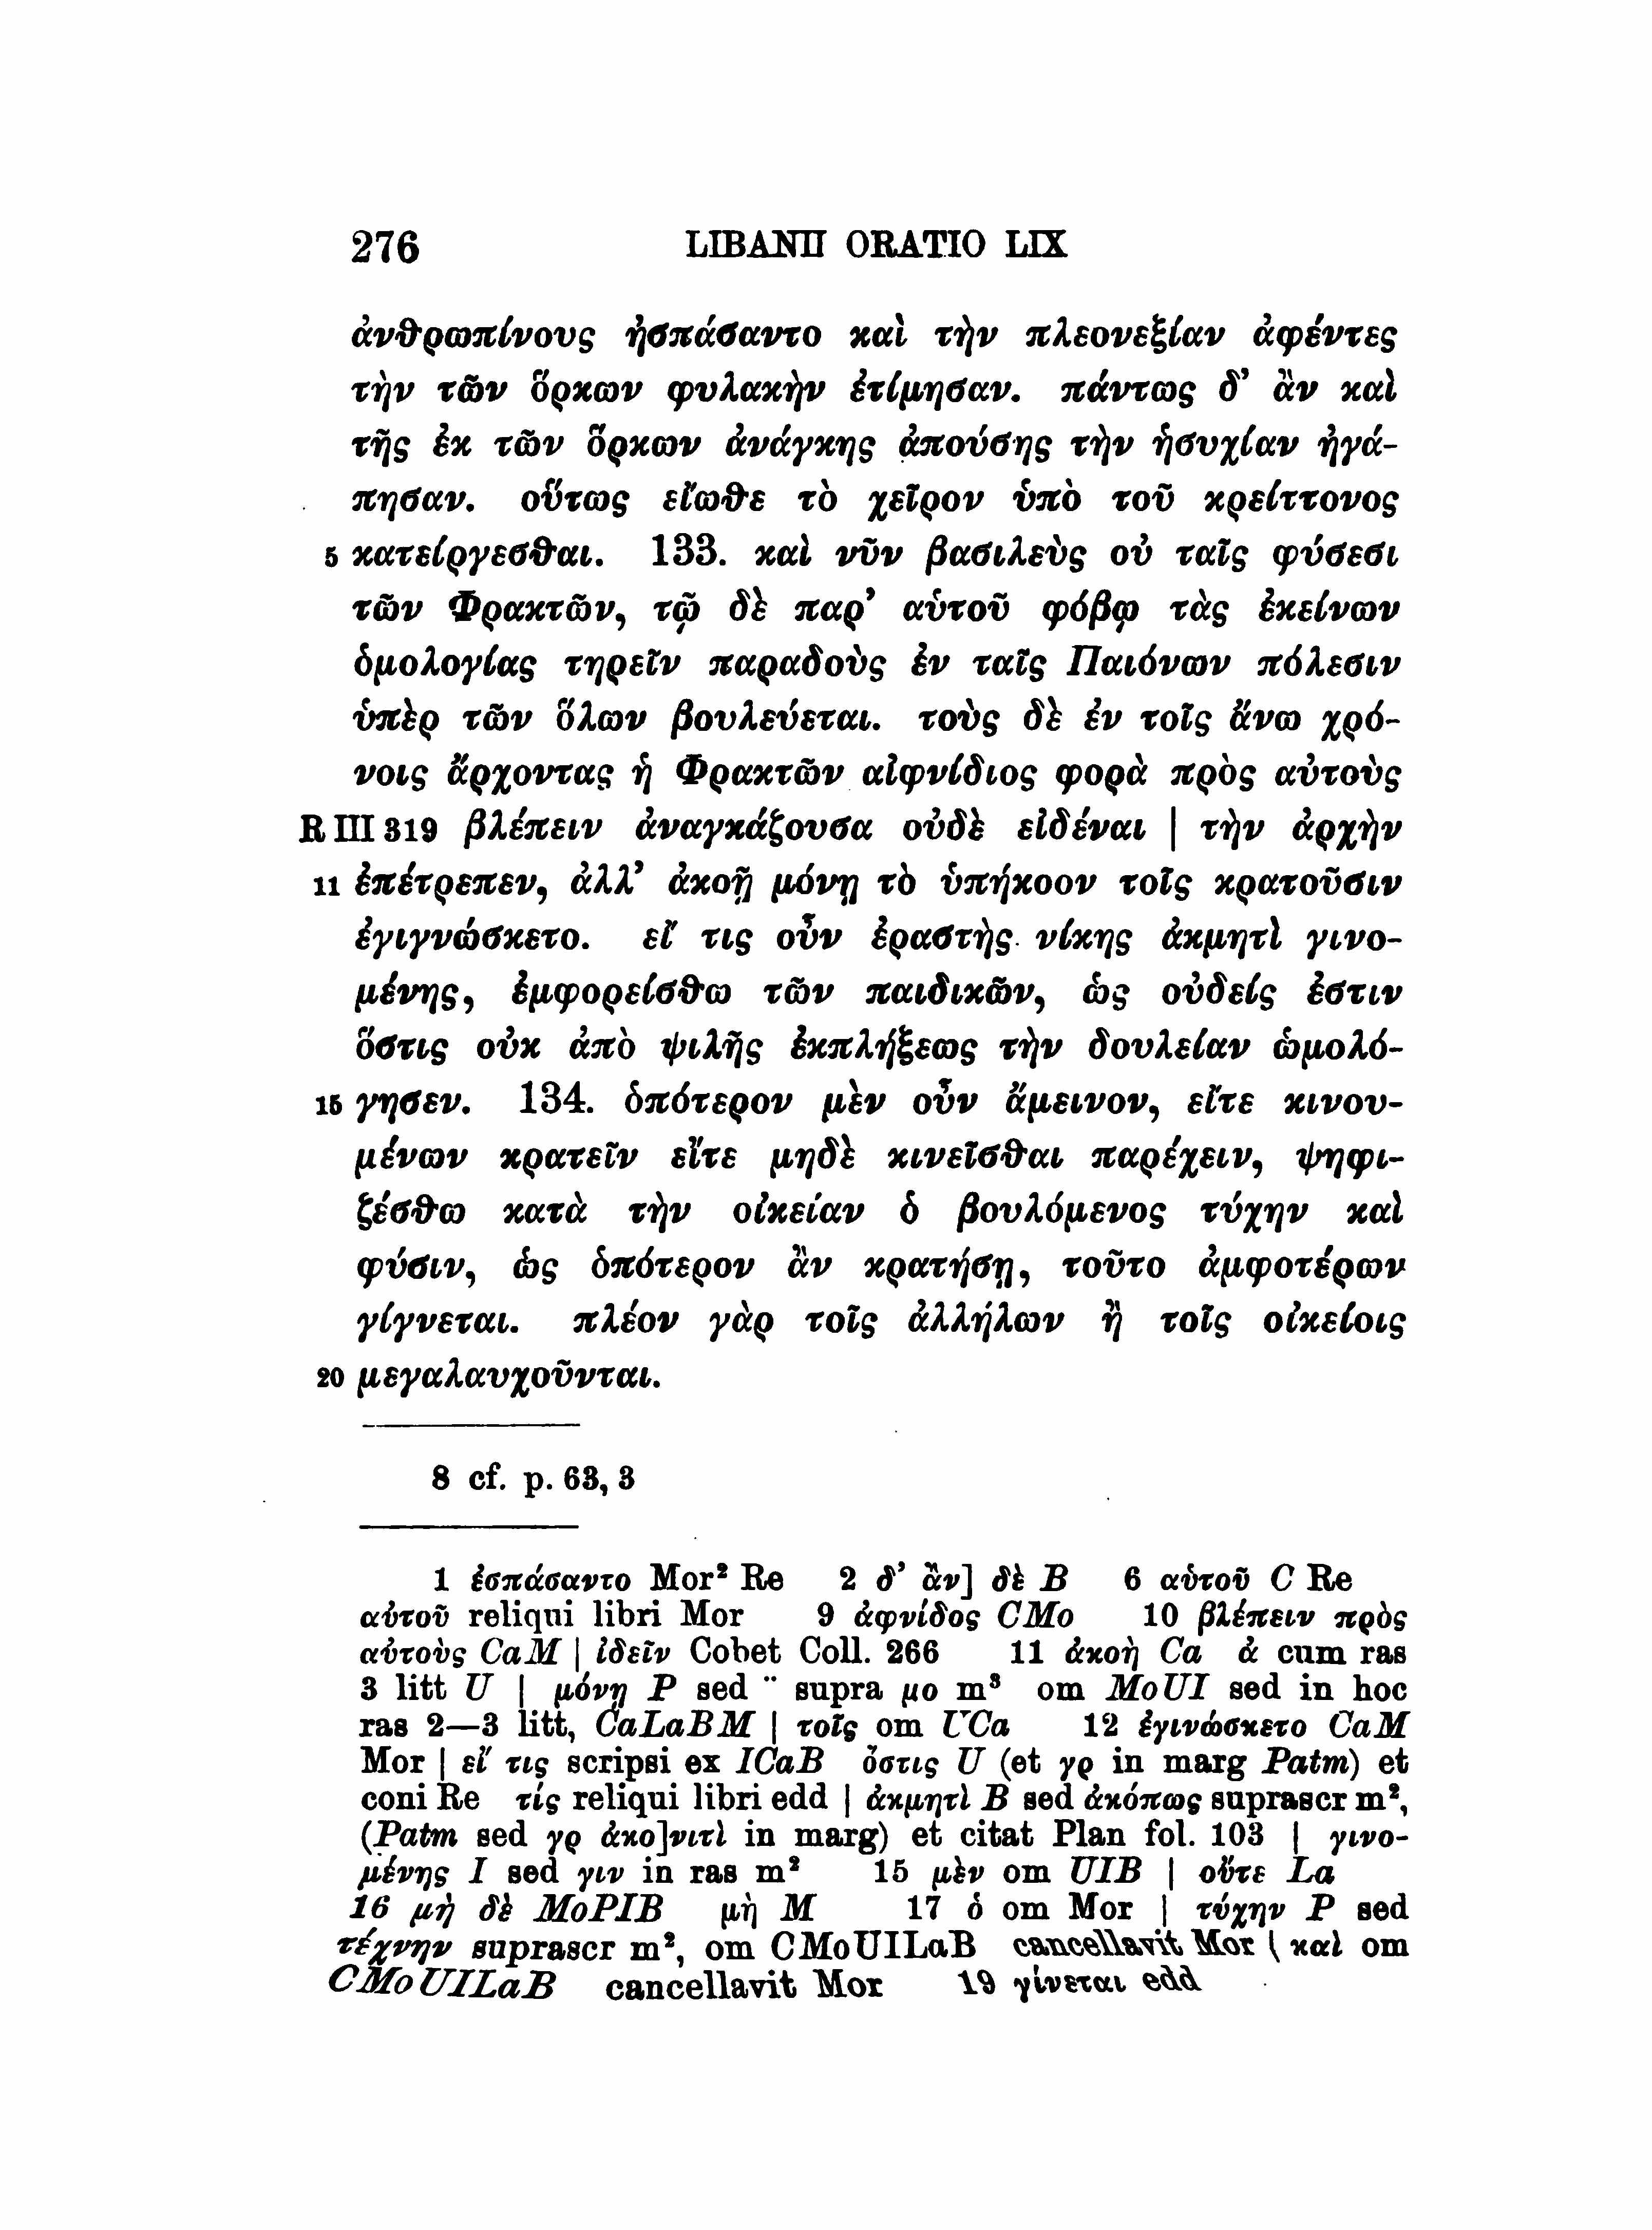 276 LIBANII ORATIO LIX
ἀνθρωπίνους ἠσπάσαντο καὶ τὴν πλεονεξίαν ἀφέντες
τὴν τῶν ὅρκων φυλακὴν ἐτίμησαν. πάντως δ’ ἂν καὶ
τῆς ἐκ τῶν ὅρκων ἀνάγκης ἀπούσης τὴν ἡσυχίαν ἠγά-
πησαν. οὕτως εἴωθε τὸ χεῖρον ὑπὸ τοῦ κρείττονος
5 κατείργεσθαι. 133. καὶ νῦν βασιλεὺς οὐ ταῖς φύσεσι
τῶν Φρακτῶν, τῷ δὲ παρ’ αὑτοῦ φόβῳ τὰς ἐκείνων
ὁμολογίας τηρεῖν παραδοὺς ἐν ταῖς Παιόνων πόλεσιν
ὑπὲρ τῶν ὅλων βουλεύεται. τοὺς δὲ ἐν τοῖς ἄνω χρό-
νοις ἄρχοντας ἡ Φρακτῶν αἰφνίδιος φορὰ πρὸς αὐτοὺς
R III 319 βλέπειν ἀναγκάζουσα οὐδὲ εἰδέναι | τὴν ἀρχὴν
11 ἐπέτρεπεν, ἀλλ’ ἀκοῇ μόνῃ τὸ ὑπήκοον τοῖς κρατοῦσιν
ἐγιγνώσκετο. εἴ τις οὖν ἐραστὴς νίκης ἀκμητὶ γινο-
μένης, ἐμφορείσθω τῶν παιδικῶν, ὡς οὐδείς ἐστιν
ὅστις οὐκ ἀπὸ ψιλῆς ἐκπλήξεως τὴν δουλείαν ὡμολό-
15 γησεν. 134. ὁπότερον μὲν οὖν ἄμεινον, εἴτε κινου-
μένων κρατεῖν εἴτε μηδὲ κινεῖσθαι παρέχειν, ψηφι-
ζέσθω κατὰ τὴν οἰκείαν ὁ βουλόμενος τύχην καὶ
φύσιν, ὡς ὁπότερον ἂν κρατήσῃ, τοῦτο ἀμφοτέρων
γίγνεται. πλέον γὰρ τοῖς ἀλλήλων ἢ τοῖς οἰκείοις
20 μεγαλαυχοῦνται.
8 cf. p. 63, 3
1 ἐσπάσαντο Mor² Re 2 δ’ ἂν] δὲ B 6 αὑτοῦ C Re
αὐτοῦ reliqui libri Mor 9 ἀφνίδος CMo 10 βλέπειν πρὸς
αὐτοὺς CaM | ἰδεῖν Cobet Coll. 266 11 ἀκοὴ Ca ἀ cum ras
3 litt U | μόνῃ P sed ¨ supra μο m³ om MoUI sed in hoc
ras 2—3 litt, CaLaBM | τοῖς om UCa 12 ἐγινώσκετο CaM
Mor | εἴ τις scripsi ex ICaB ὅστις U (et γρ in marg Patm) et
coni Re τίς reliqui libri edd | ἀκμητὶ B sed ἀκόπως suprascr m²,
(Patm sed γρ ἀκο]νιτὶ in marg) et citat Plan fol. 103 | γινο-
μένης I sed γιν in ras m² 15 μὲν om UIB | οὔτε La
16 μὴ δὲ MoPIB μὴ M 17 ὁ om Mor | τύχην P sed
τέχνην suprascr m², om CMoUILaB cancellavit Mor | καὶ om
CMoUILaB cancellavit Mor 19 γίνεται edd